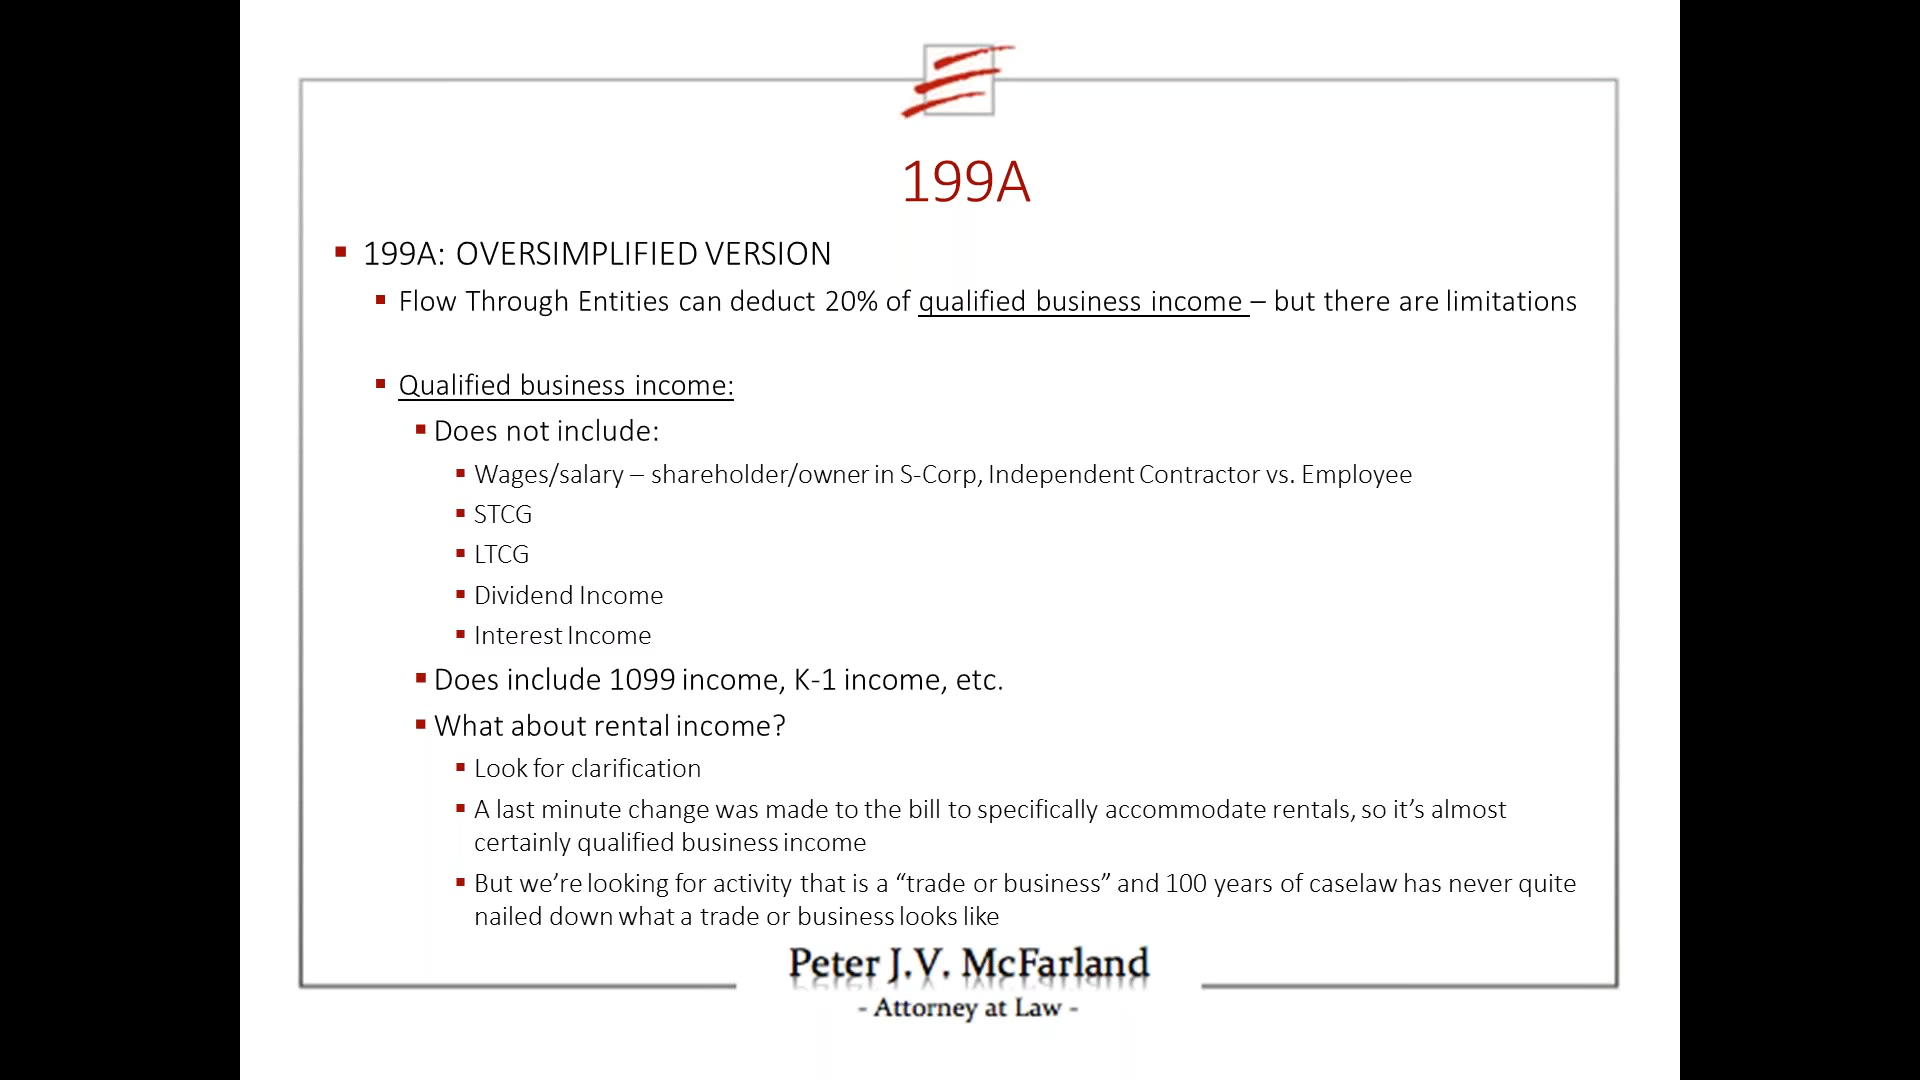 199A
199A: OVERSIMPLIFIED VERSION
Flow Through Entities can deduct 20% of qualified business income – but there are limitations
Qualified business income:
Does not include:
Wages/salary – shareholder/owner in S-Corp, Independent Contractor vs. Employee
STCG
LTCG
Dividend Income
Interest Income
Does include 1099 income, K-1 income, etc.
What about rental income?
Look for clarification
A last minute change was made to the bill to specifically accommodate rentals, so it’s almost
certainly qualified business income
But we’re looking for activity that is a “trade or business” and 100 years of caselaw has never quite
nailed down what a trade or business looks like
Peter J.V. McFarland
- Attorney at Law -